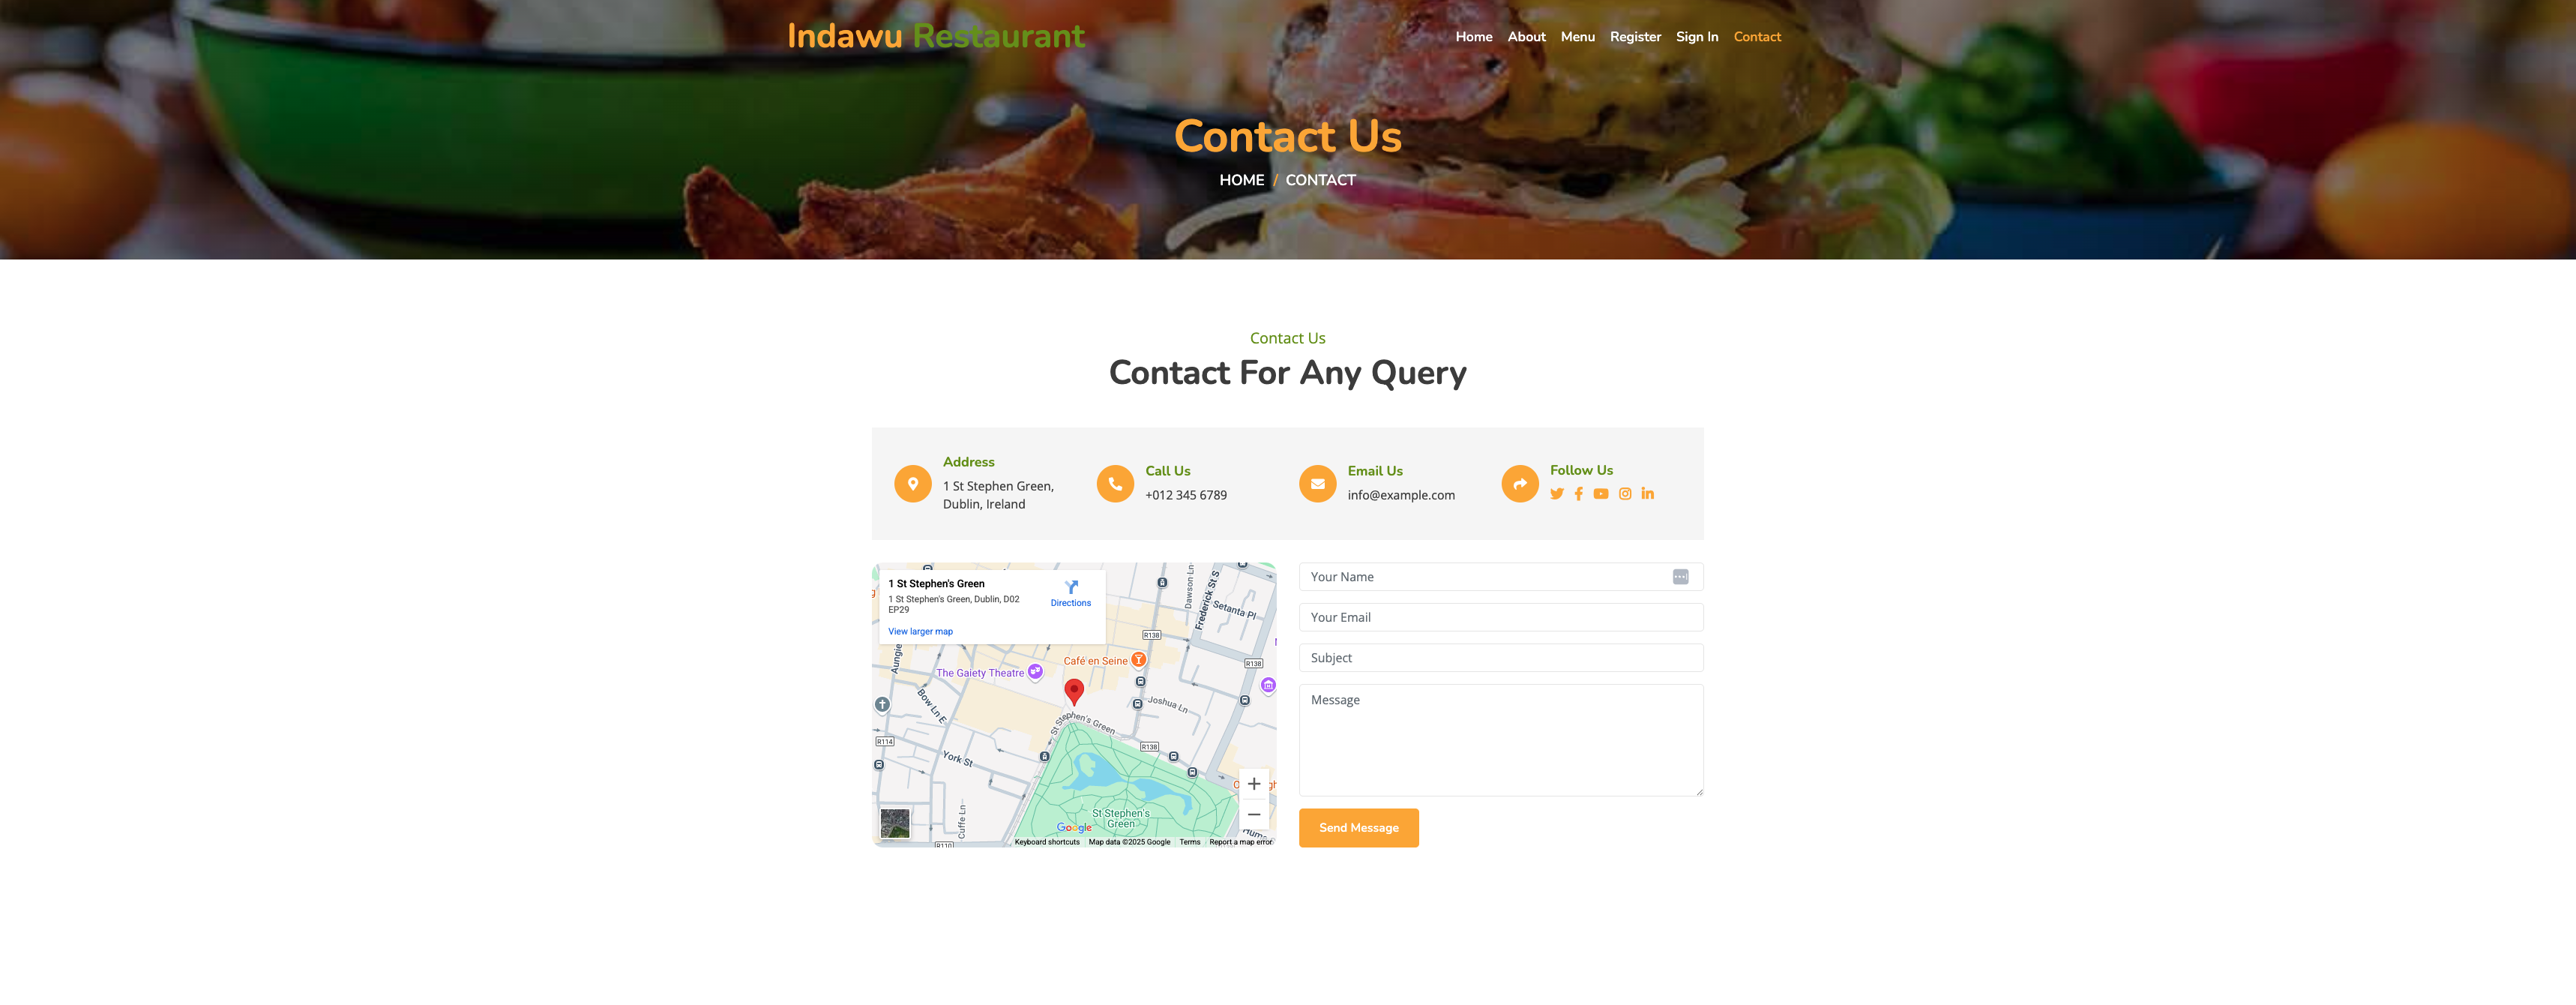 Indawu Restaurant
Home About Menu Register Sign In Contact
Contact Us
HOME / CONTACT
Contact Us
Contact For Any Query
Address
1 St Stephen Green,
Dublin, Ireland
Call Us
+012 345 6789
Email Us
info@example.com
Follow Us
1 St Stephen's Green
1 St Stephen's Green, Dublin, D02
EP29
Directions
View larger map
Dawson Ln
Frederick St S
Setanta Pl
R138
Aungie
Café en Seine
The Gaiety Theatre
R138
Bow Ln E
Joshua Ln
St Stephen's Green
R114
R138
York St
Cuffe Ln
St Stephen's
Green
Google
Hume
R110
Keyboard shortcuts Map data ©2025 Google Terms Report a map error
Your Name
Your Email
Subject
Message
Send Message